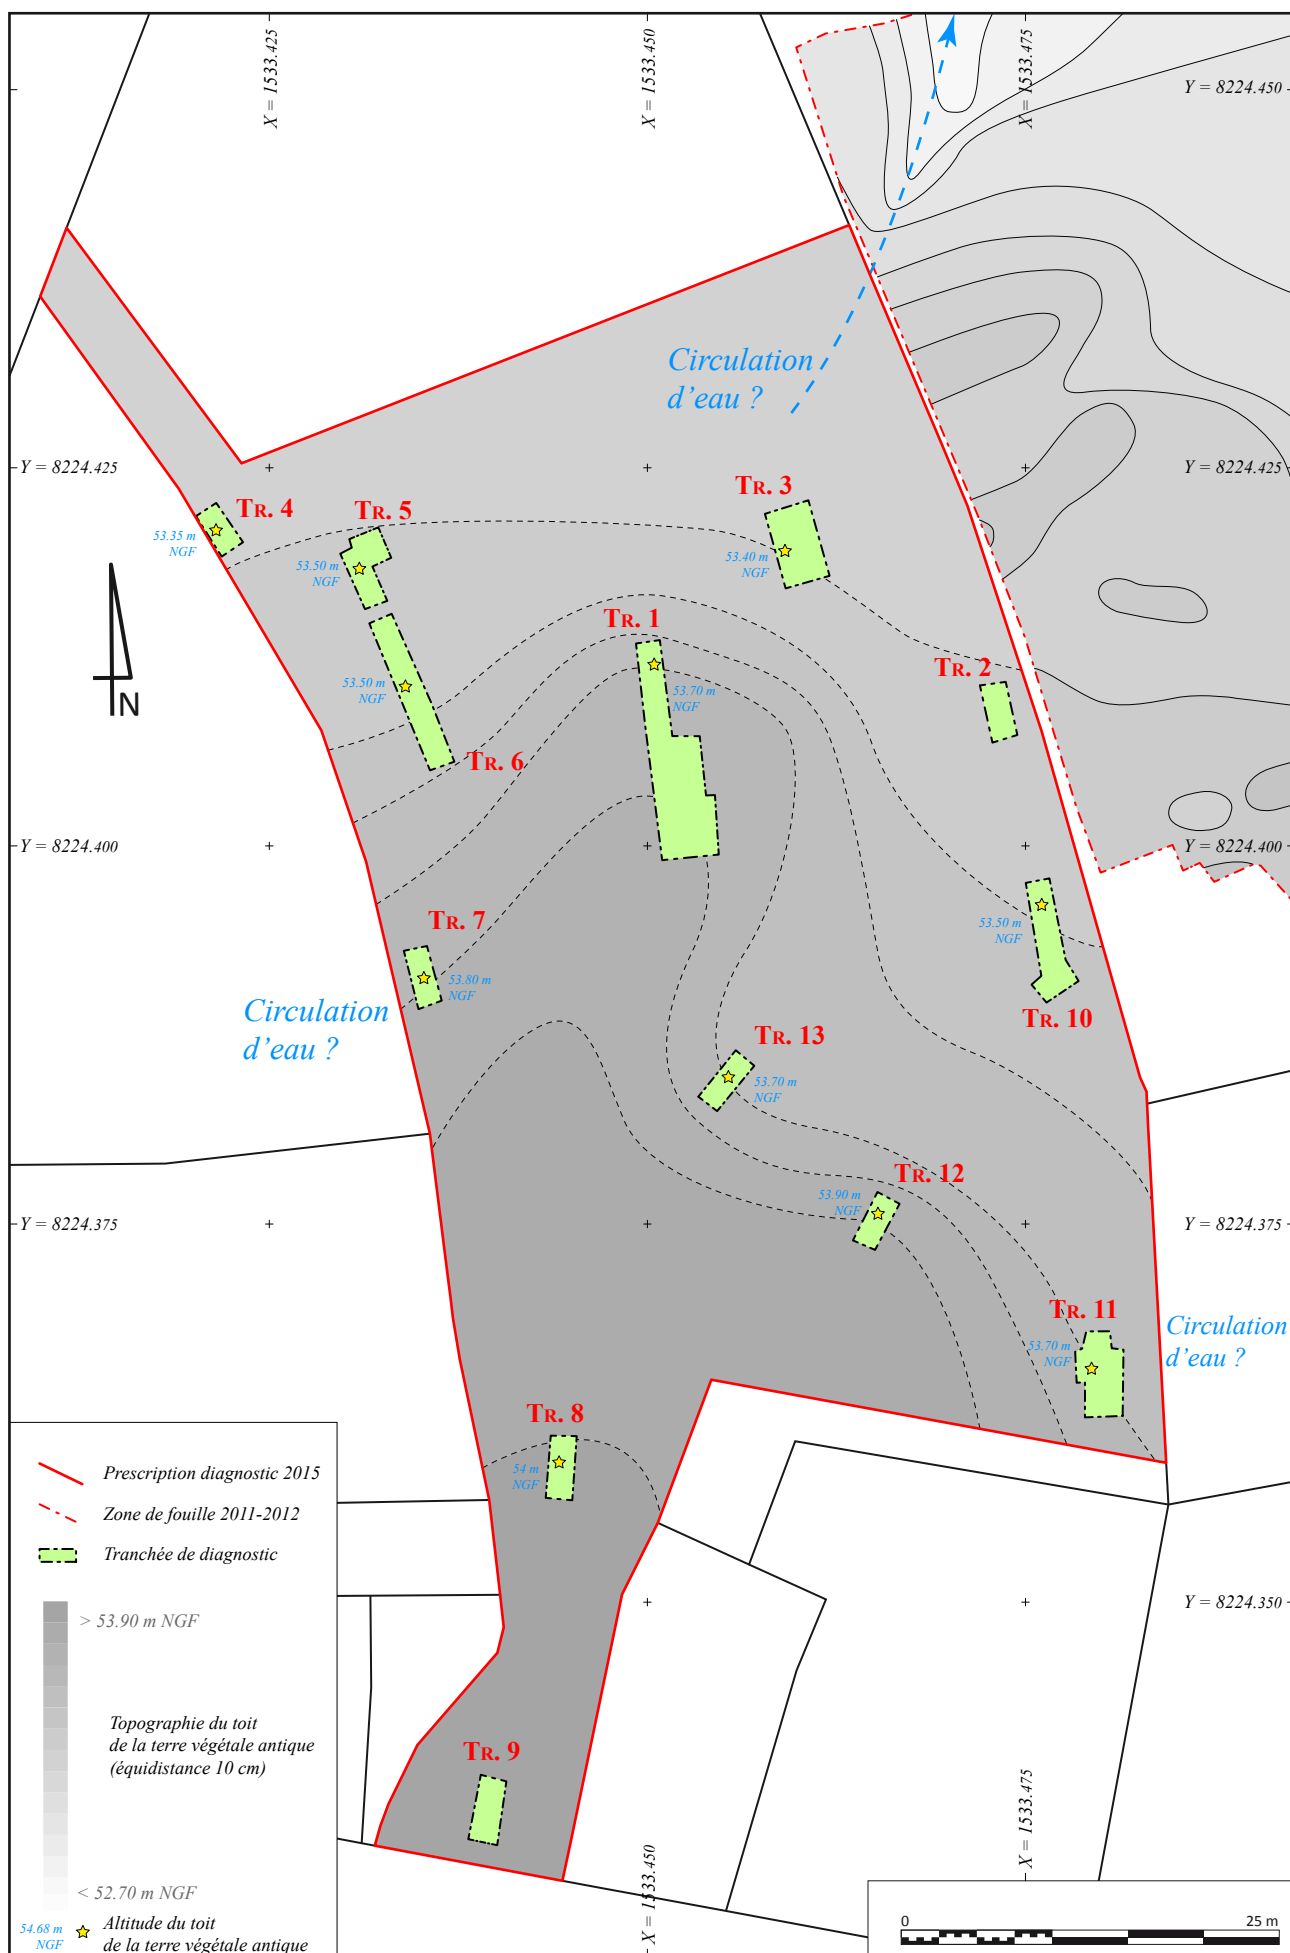 X = 1533.425
X = 1533.450
X = 1533.475
Y = 8224.450
Circulation
d'eau ?
Y = 8224.425
Y = 8224.425
TR. 4
53.35 m
NGF
TR. 5
53.50 m
NGF
TR. 3
53.40 m
NGF
N
TR. 1
53.70 m
NGF
53.50 m
NGF
TR. 6
TR. 2
Y = 8224.400
Y = 8224.400
TR. 7
53.80 m
NGF
53.50 m
NGF
TR. 10
Circulation
d'eau ?
TR. 13
53.70 m
NGF
TR. 12
53.90 m
NGF
Y = 8224.375
Y = 8224.375
TR. 11
53.70 m
NGF
Circulation
d'eau ?
TR. 8
54 m
NGF
Prescription diagnostic 2015
Zone de fouille 2011-2012
Tranchée de diagnostic
> 53.90 m NGF
Topographie du toit
de la terre végétale antique
(équidistance 10 cm)
< 52.70 m NGF
54.68 m
NGF
Altitude du toit
de la terre végétale antique
Y = 8224.350
TR. 9
X = 1533.450
X = 1533.475
0
25 m